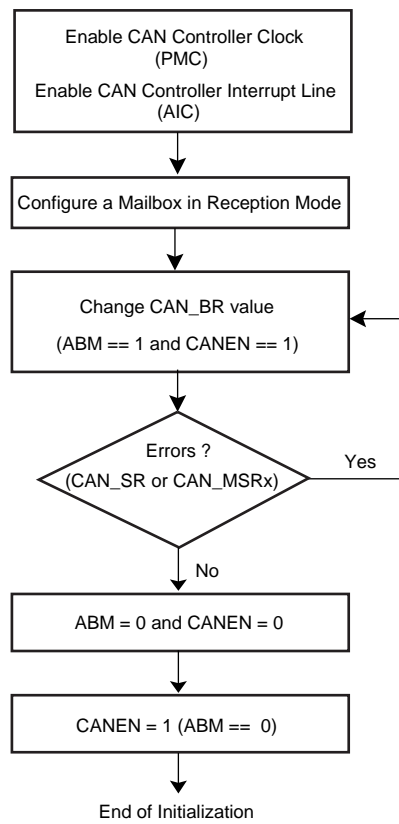 Enable CAN Controller Clock
(PMC)
Enable CAN Controller Interrupt Line
(AIC)
Configure a Mailbox in Reception Mode
Change CAN_BR value
(ABM == 1 and CANEN == 1)
Errors ?
(CAN_SR or CAN_MSRx)
Yes
No
ABM = 0 and CANEN = 0
CANEN = 1 (ABM == 0)
End of Initialization